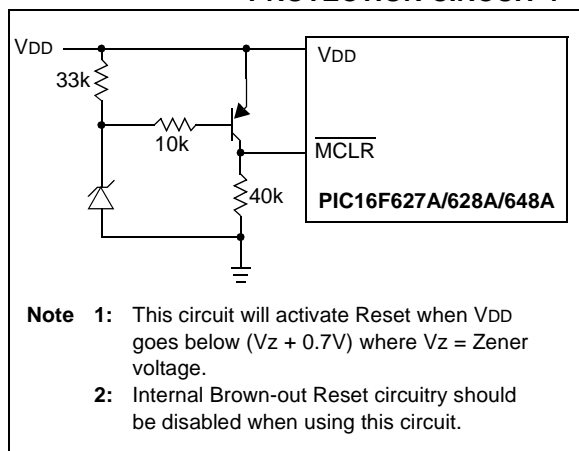 PROTECTION CIRCUIT 1
VDD
VDD
33k
10k
MCLR
40k
PIC16F627A/628A/648A
Note 1: This circuit will activate Reset when VDD
goes below (Vz + 0.7V) where Vz = Zener
voltage.
2: Internal Brown-out Reset circuitry should
be disabled when using this circuit.